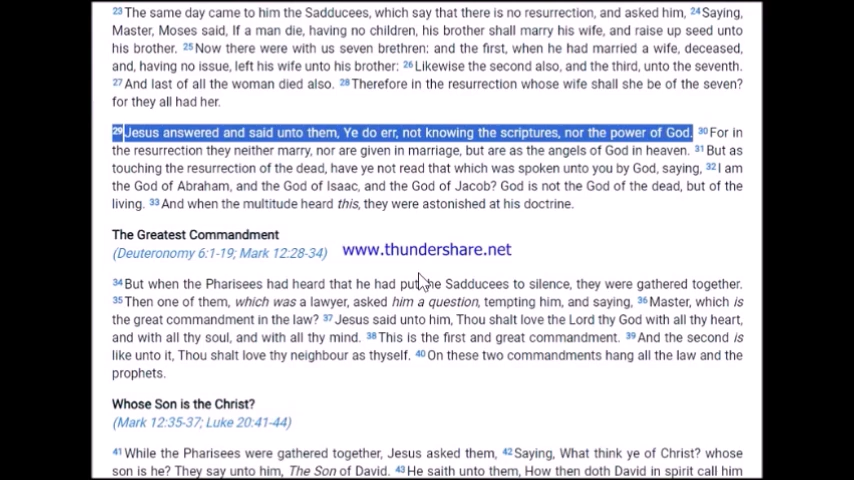 23 The same day came to him the Sadducees, which say that there is no resurrection, and asked him, 24 Saying,
Master, Moses said, If a man die, having no children, his brother shall marry his wife, and raise up seed unto
his brother. 25 Now there were with us seven brethren: and the first, when he had married a wife, deceased,
and, having no issue, left his wife unto his brother: 26 Likewise the second also, and the third, unto the seventh.
27 And last of all the woman died also. 28 Therefore in the resurrection whose wife shall she be of the seven?
for they all had her.
29 Jesus answered and said unto them, Ye do err, not knowing the scriptures, nor the power of God. 30 For in
the resurrection they neither marry, nor are given in marriage, but are as the angels of God in heaven. 31 But as
touching the resurrection of the dead, have ye not read that which was spoken unto you by God, saying, 32 I am
the God of Abraham, and the God of Isaac, and the God of Jacob? God is not the God of the dead, but of the
living. 33 And when the multitude heard this, they were astonished at his doctrine.
The Greatest Commandment
(Deuteronomy 6:1-19; Mark 12:28-34)
www.thundershare.net
34 But when the Pharisees had heard that he had put the Sadducees to silence, they were gathered together.
35 Then one of them, which was a lawyer, asked him a question, tempting him, and saying, 36 Master, which is
the great commandment in the law? 37 Jesus said unto him, Thou shalt love the Lord thy God with all thy heart,
and with all thy soul, and with all thy mind. 38 This is the first and great commandment. 39 And the second is
like unto it, Thou shalt love thy neighbour as thyself. 40 On these two commandments hang all the law and the
prophets.
Whose Son is the Christ?
(Mark 12:35-37; Luke 20:41-44)
41 While the Pharisees were gathered together, Jesus asked them, 42 Saying, What think ye of Christ? whose
son is he? They say unto him, The Son of David. 43 He saith unto them, How then doth David in spirit call him